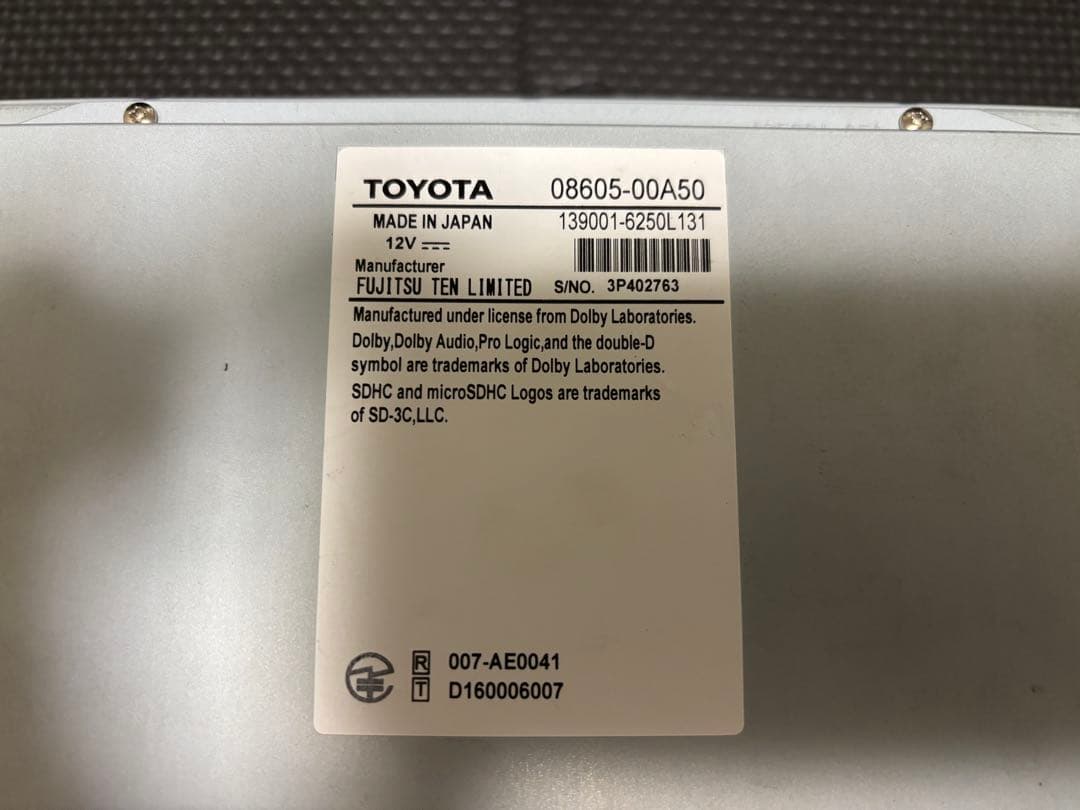 TOYOTA 08605-00A50
MADE IN JAPAN 139001-6250L131
12V
Manufacturer
FUJITSU TEN LIMITED S/NO. 3P402763
Manufactured under license from Dolby Laboratories.
Dolby,Dolby Audio,Pro Logic,and the double-D
symbol are trademarks of Dolby Laboratories.
SDHC and microSDHC Logos are trademarks
of SD-3C,LLC.
R 007-AE0041
T D160006007